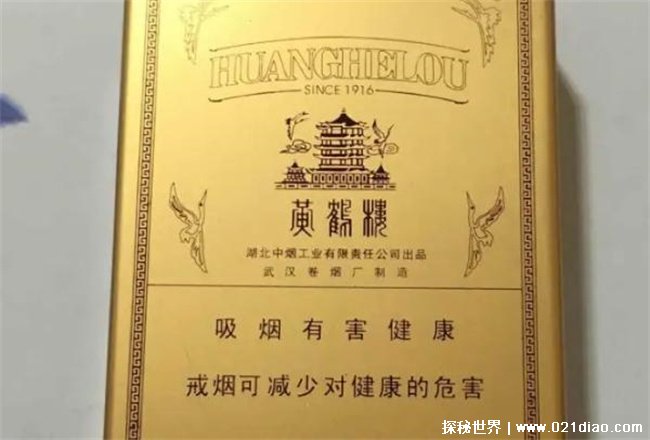 HUANGHELOU
SINCE 1916
黄鹤楼
湖北中烟工业有限责任公司出品
武汉卷烟厂制造
吸烟有害健康
戒烟可减少对健康的危害
探秘世界 | www.021diao.com